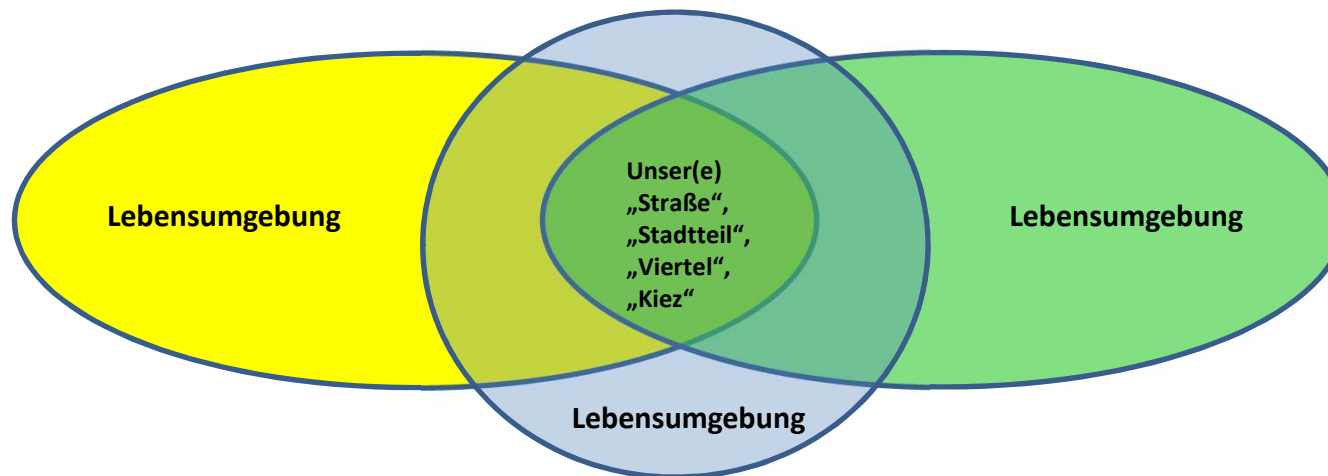 Unser(e)
„Straße“,
Lebensumgebung
„Stadtteil“,
Lebensumgebung
„Viertel“,
„Kiez“
Lebensumgebung